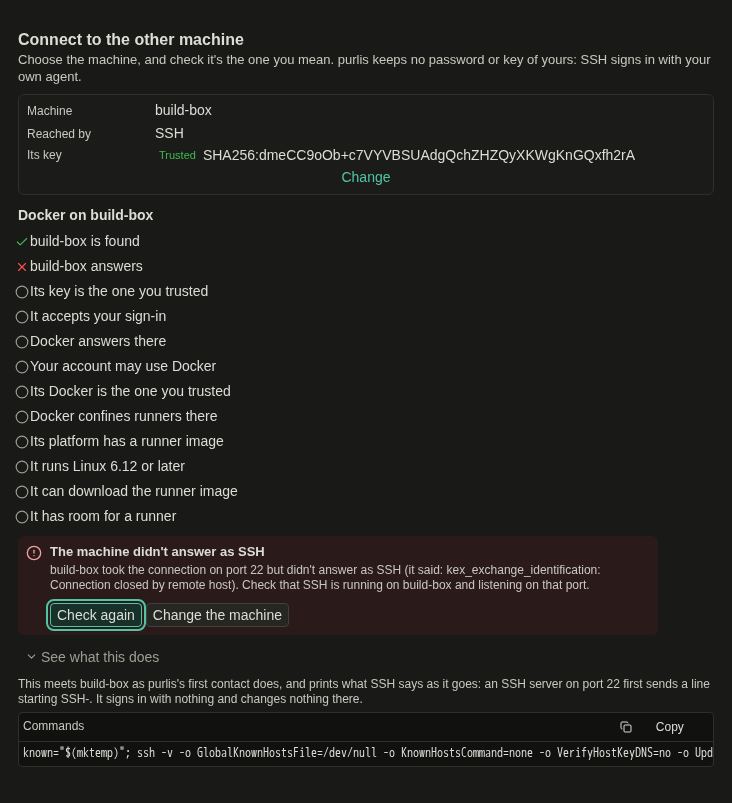 Connect to the other machine
Choose the machine, and check it's the one you mean. purlis keeps no password or key of yours: SSH signs in with your
own agent.
Machine build-box
Reached by SSH
Its key Trusted SHA256:dmeCC9oOb+c7VYVBSUAdgQchZHZQyXKWgKnGQxfh2rA
Change
Docker on build-box
build-box is found
build-box answers
Its key is the one you trusted
It accepts your sign-in
Docker answers there
Your account may use Docker
Its Docker is the one you trusted
Docker confines runners there
Its platform has a runner image
It runs Linux 6.12 or later
It can download the runner image
It has room for a runner
The machine didn't answer as SSH
build-box took the connection on port 22 but didn't answer as SSH (it said: kex_exchange_identification:
Connection closed by remote host). Check that SSH is running on build-box and listening on that port.
Check again Change the machine
See what this does
This meets build-box as purlis's first contact does, and prints what SSH says as it goes: an SSH server on port 22 first sends a line
starting SSH-. It signs in with nothing and changes nothing there.
Commands Copy
known="$(mktemp)"; ssh -v -o GlobalKnownHostsFile=/dev/null -o KnownHostsCommand=none -o VerifyHostKeyDNS=no -o Upd